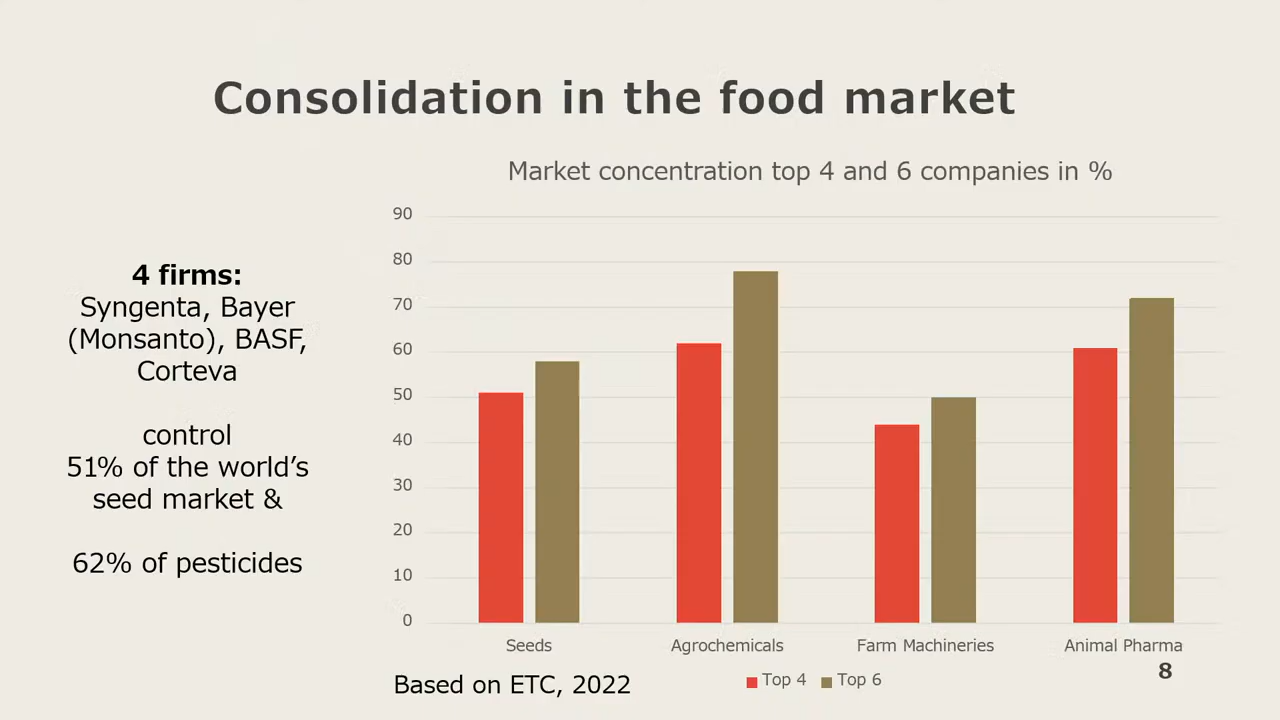 Consolidation in the food market
4 firms:
Syngenta, Bayer
(Monsanto), BASF,
Corteva
control
51% of the world’s
seed market &
62% of pesticides
Market concentration top 4 and 6 companies in %
90
80
70
60
50
40
30
20
10
0
Seeds Agrochemicals Farm Machineries Animal Pharma
Top 4 Top 6
Based on ETC, 2022
8